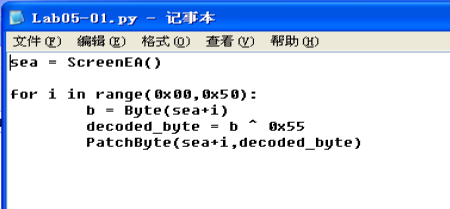 Lab05-01.py - 记事本
文件(F) 编辑(E) 格式(O) 查看(V) 帮助(H)
sea = ScreenEA()

for i in range(0x00,0x50):
        b = Byte(sea+i)
        decoded_byte = b ^ 0x55
        PatchByte(sea+i,decoded_byte)